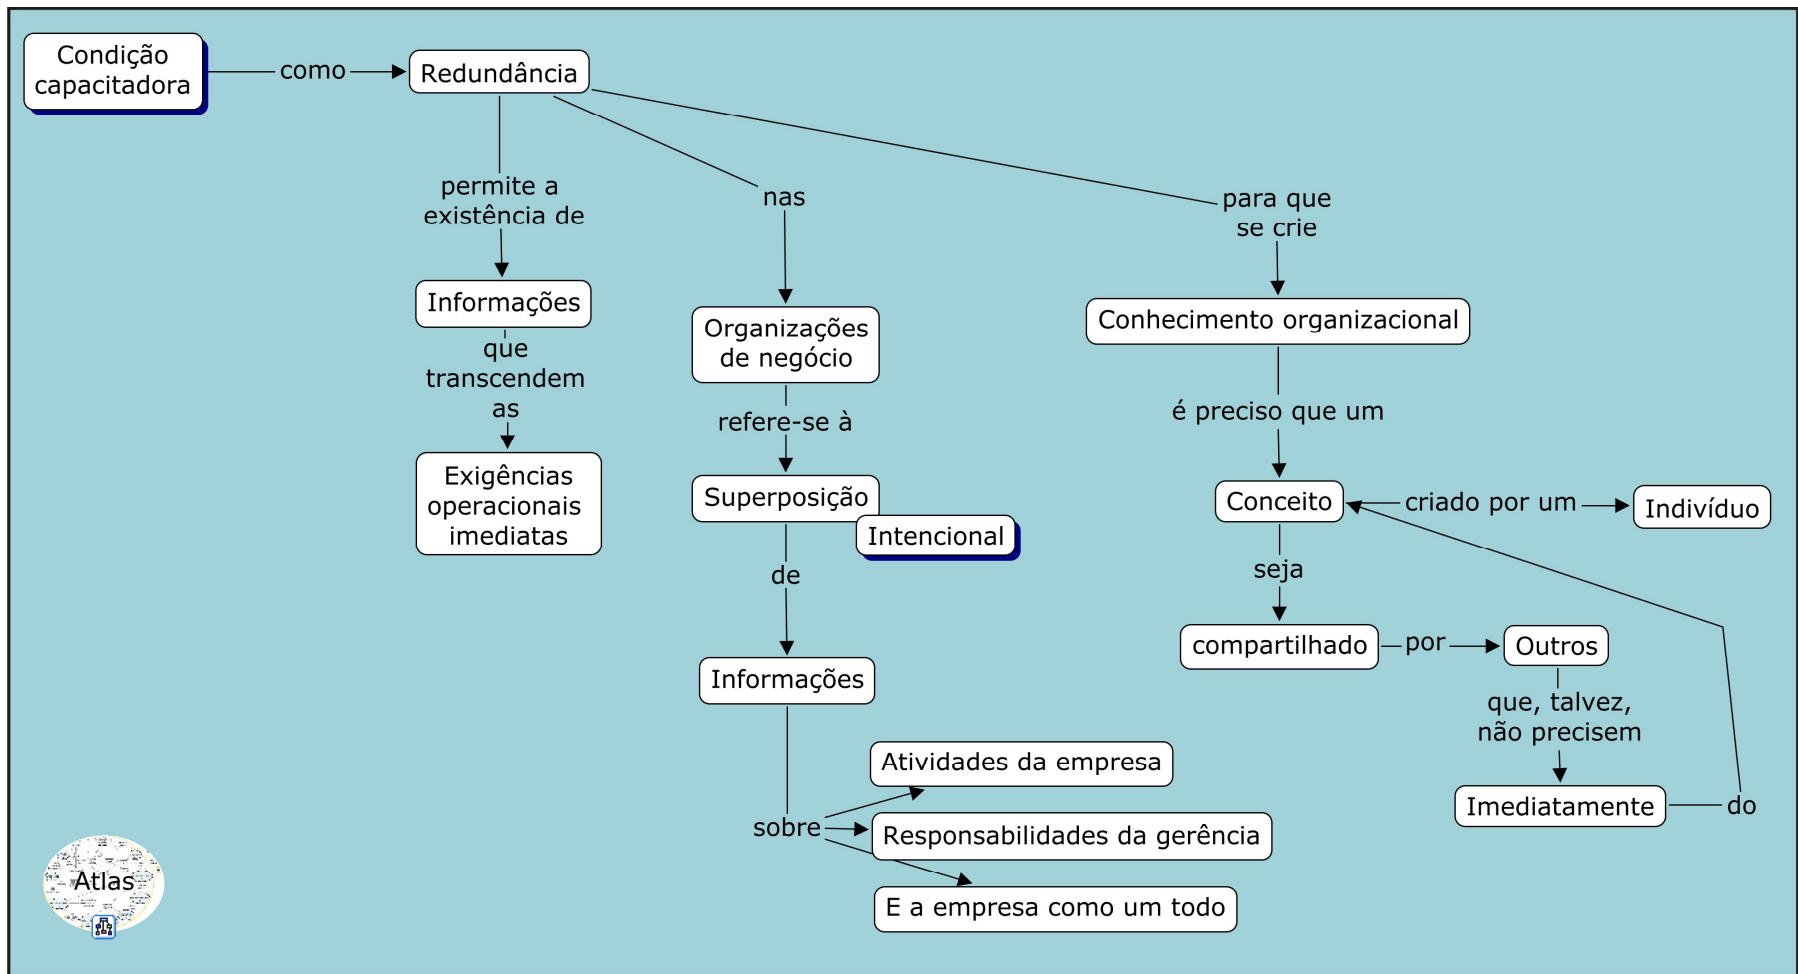 Condição
capacitadora
como
Redundância
permite a
existência de
Informações
que
transcendem
as
Exigências
operacionais
imediatas
nas
Organizações
de negócio
refere-se à
Superposição
Intencional
de
Informações
sobre
Atividades da empresa
Responsabilidades da gerência
E a empresa como um todo
para que
se crie
Conhecimento organizacional
é preciso que um
Conceito
criado por um
Indivíduo
seja
compartilhado
por
Outros
que, talvez,
não precisem
Imediatamente
do
Atlas